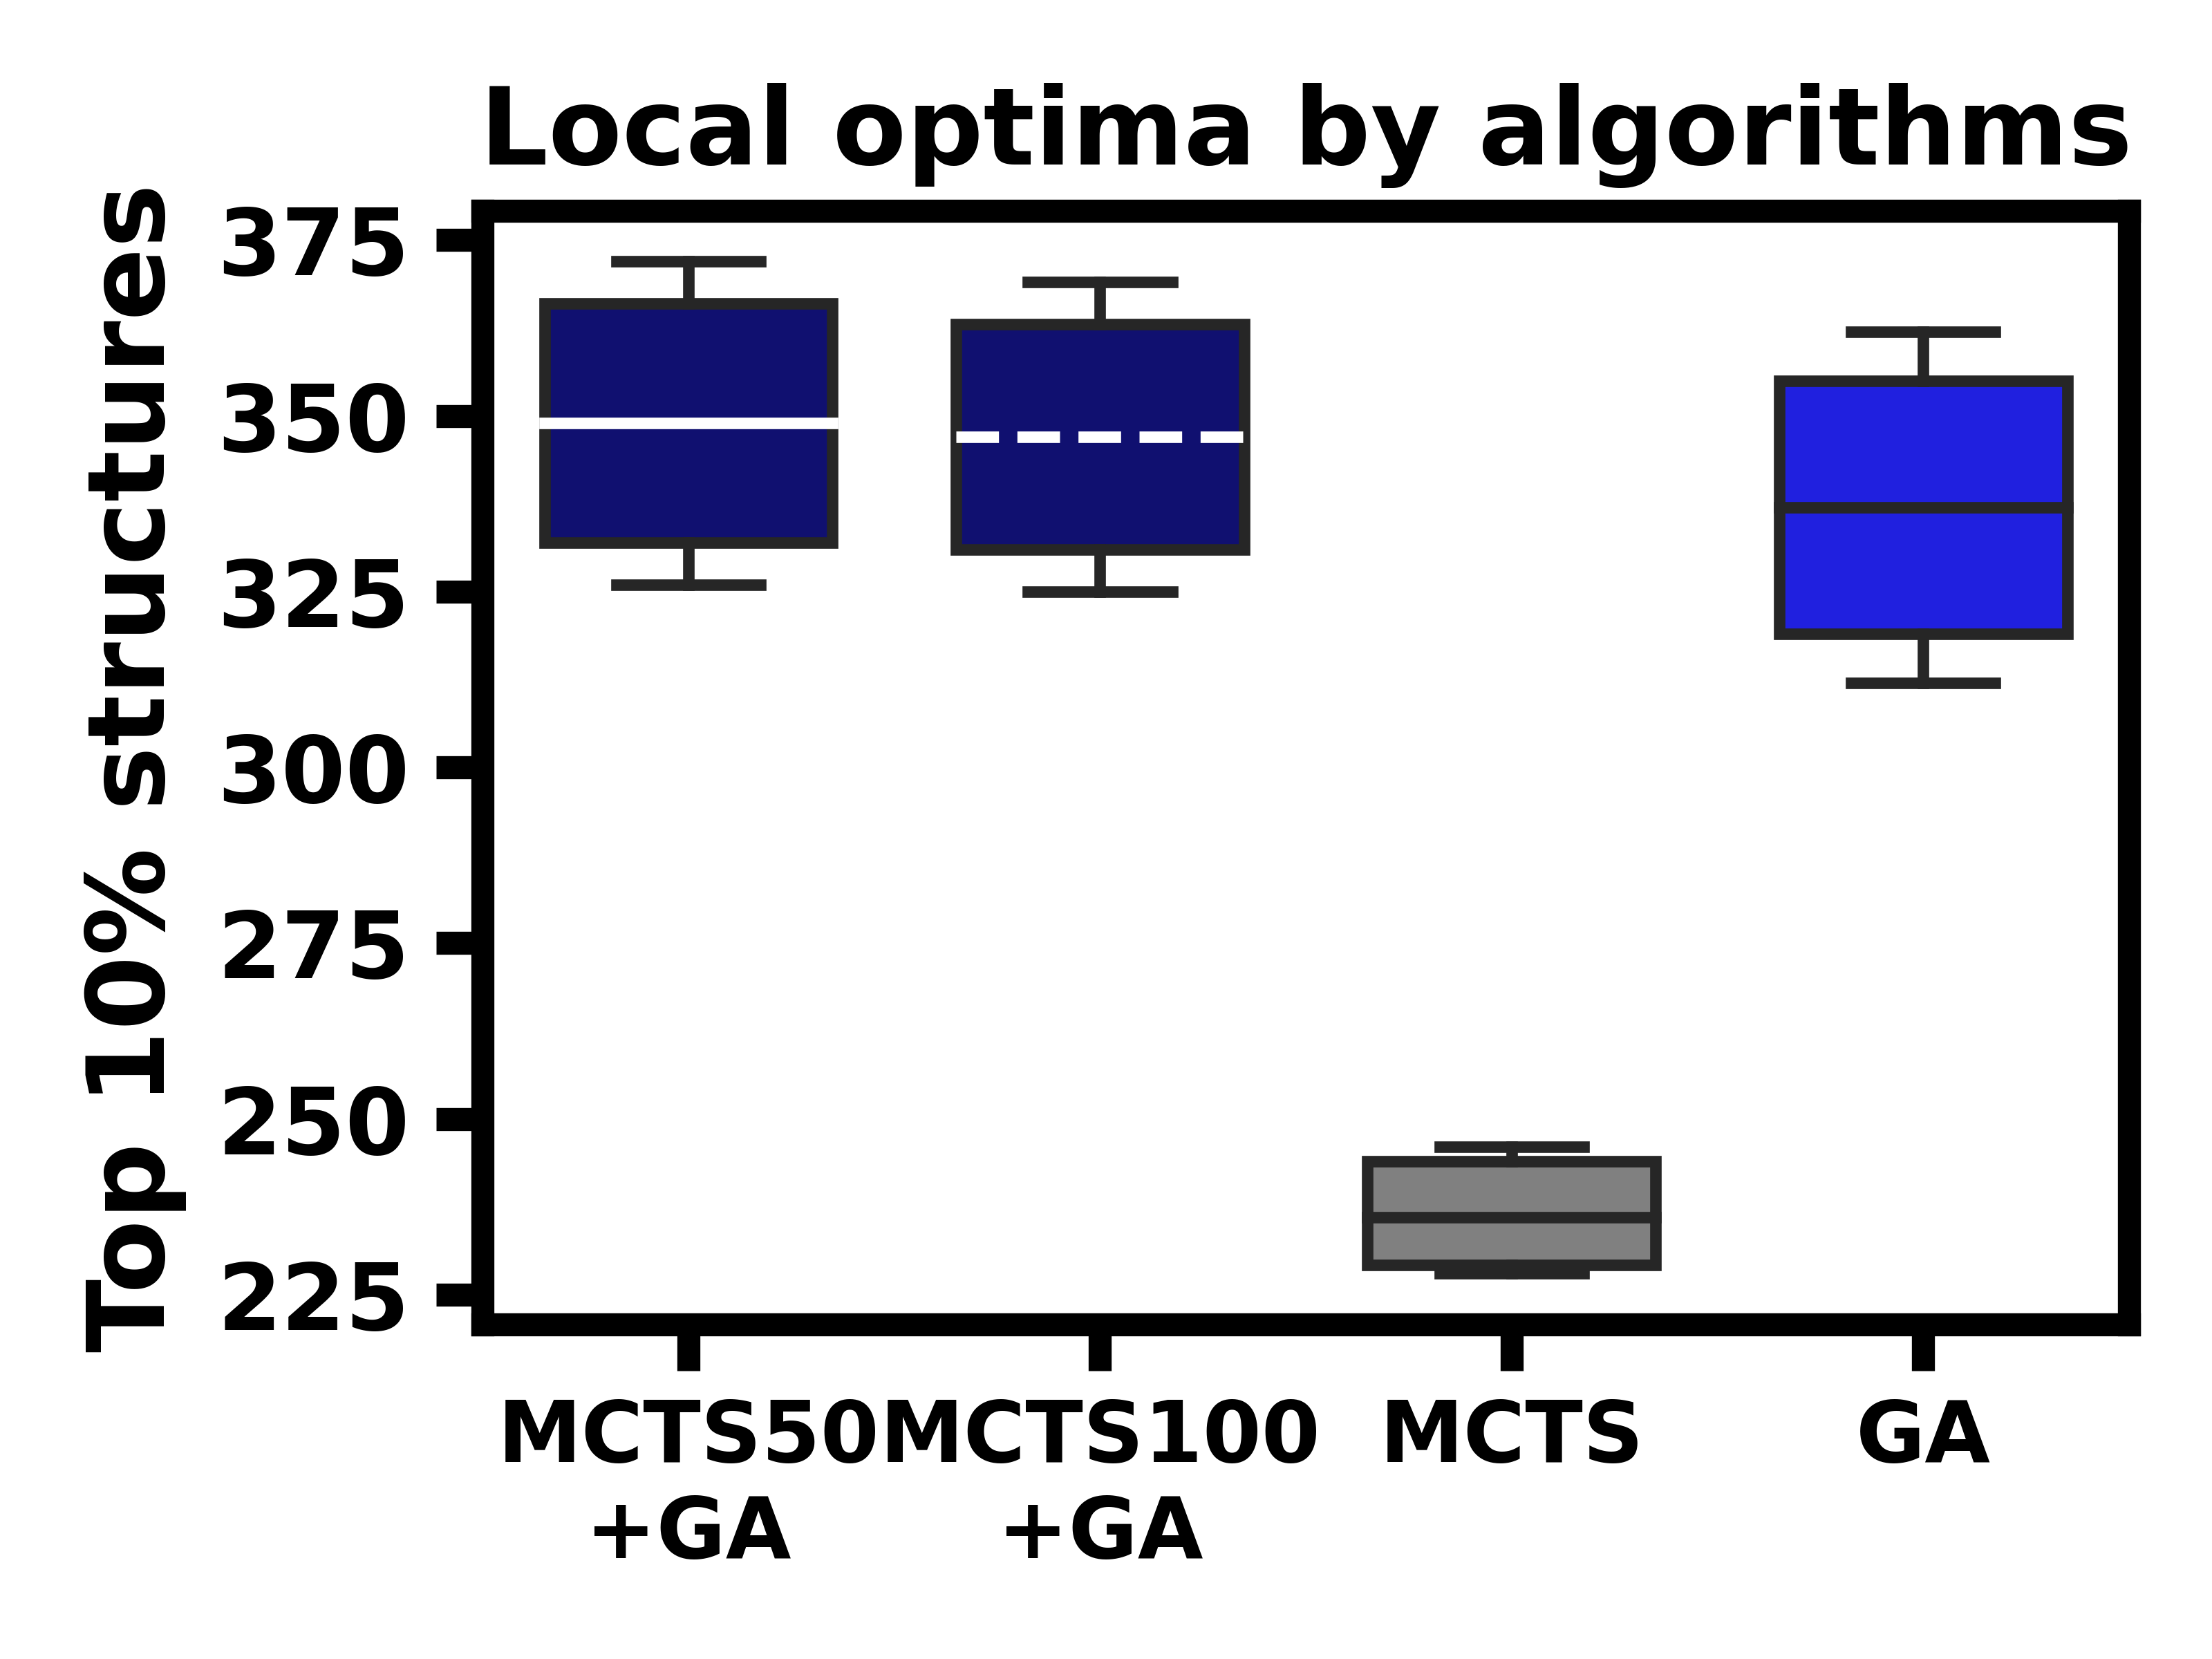 Local optima by algorithms
Top 10% structures
375
350
325
300
275
250
225
MCTS50
+GA
MCTS100
+GA
MCTS
GA